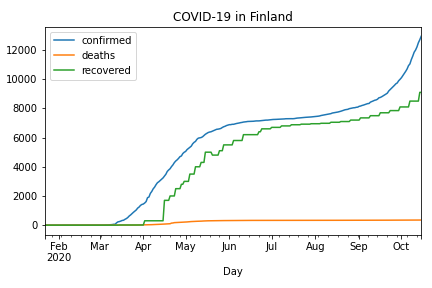 COVID-19 in Finland
confirmed
deaths
recovered
12000
10000
8000
6000
4000
2000
0
Feb Mar Apr May Jun Jul Aug Sep Oct
2020
Day